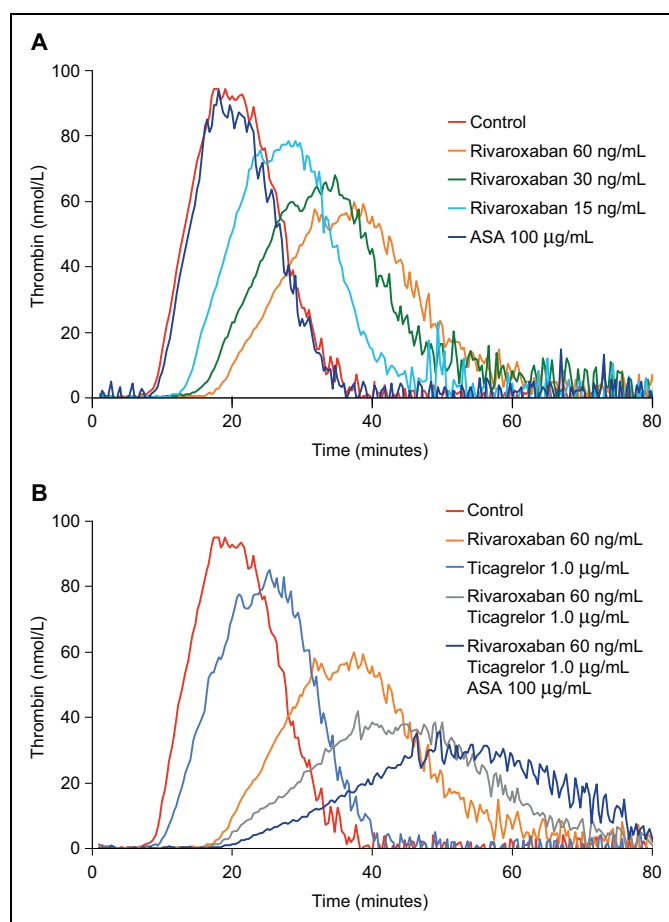 A
100
80
60
40
20
0
Thrombin (nmol/L)
Control
Rivaroxaban 60 ng/mL
Rivaroxaban 30 ng/mL
Rivaroxaban 15 ng/mL
ASA 100 µg/mL
0 20 40 60 80
Time (minutes)
B
100
80
60
40
20
0
Thrombin (nmol/L)
Control
Rivaroxaban 60 ng/mL
Ticagrelor 1.0 µg/mL
Rivaroxaban 60 ng/mL
Ticagrelor 1.0 µg/mL
Rivaroxaban 60 ng/mL
Ticagrelor 1.0 µg/mL
ASA 100 µg/mL
0 20 40 60 80
Time (minutes)